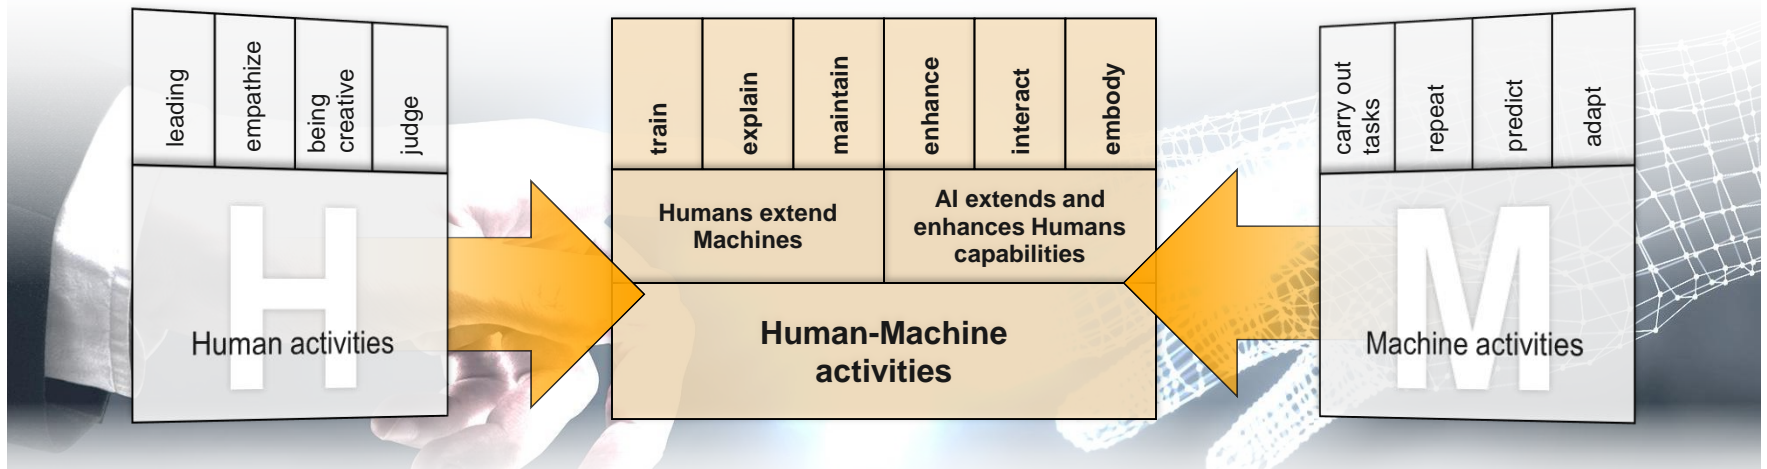 leading
empathize
being
creative
judge
H
Human activities
train
explain
maintain
enhance
interact
embody
Humans extend
Machines
AI extends and
enhances Humans
capabilities
Human-Machine
activities
carry out
tasks
repeat
predict
adapt
M
Machine activities